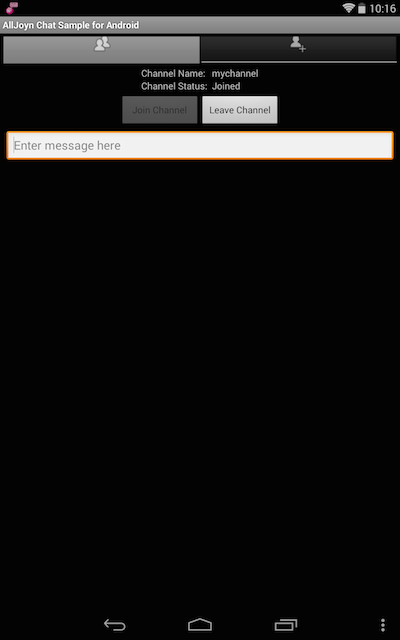 10:16
AllJoyn Chat Sample for Android
Channel Name: mychannel
Channel Status: Joined
Join Channel Leave Channel
Enter message here